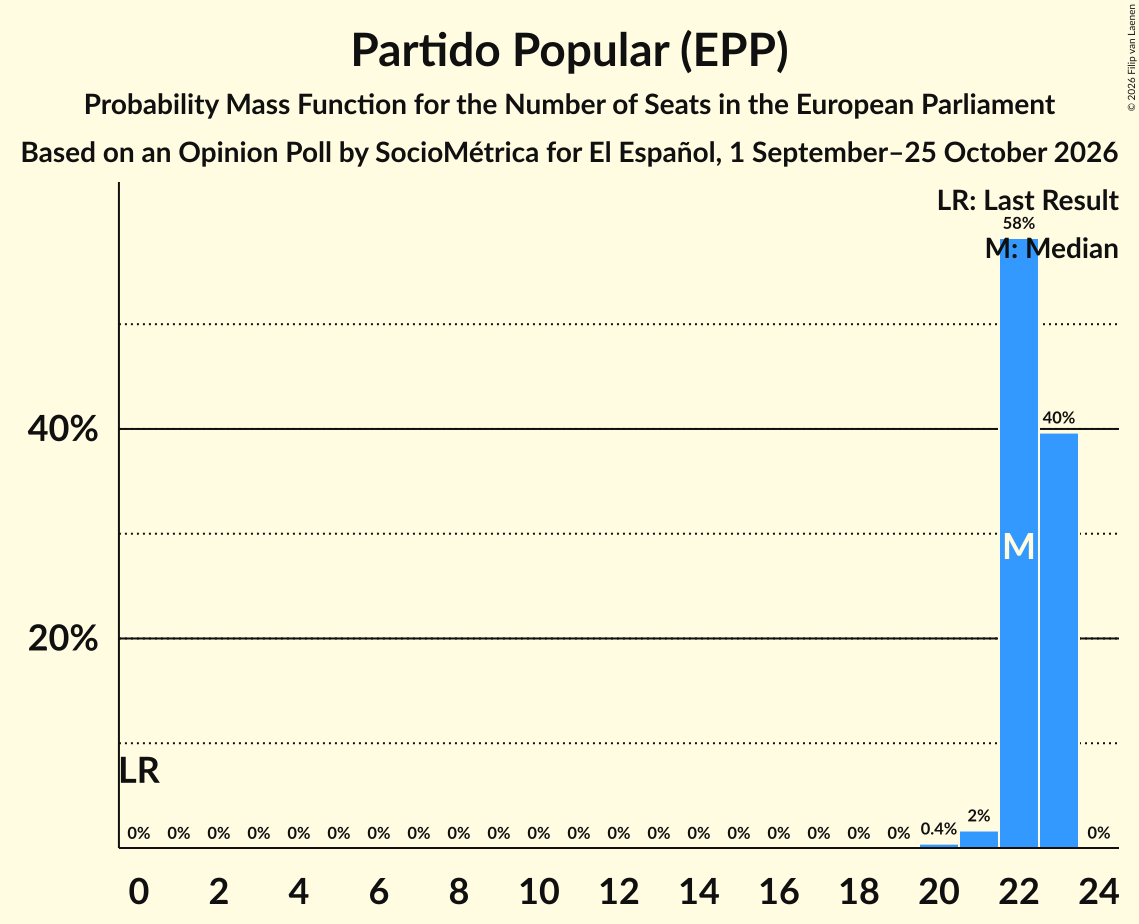 Partido Popular (EPP)
Probability Mass Function for the Number of Seats in the European Parliament
Based on an Opinion Poll by SocioMétrica for El Español, 1 September–25 October 2026
© 2026 Filip van Laenen
LR: Last Result
58%
M: Median
40%
40%
M
20%
LR
0% 0% 0% 0% 0% 0% 0% 0% 0% 0% 0% 0% 0% 0% 0% 0% 0% 0% 0% 0% 0.4% 2% 0%
0 2 4 6 8 10 12 14 16 18 20 22 24